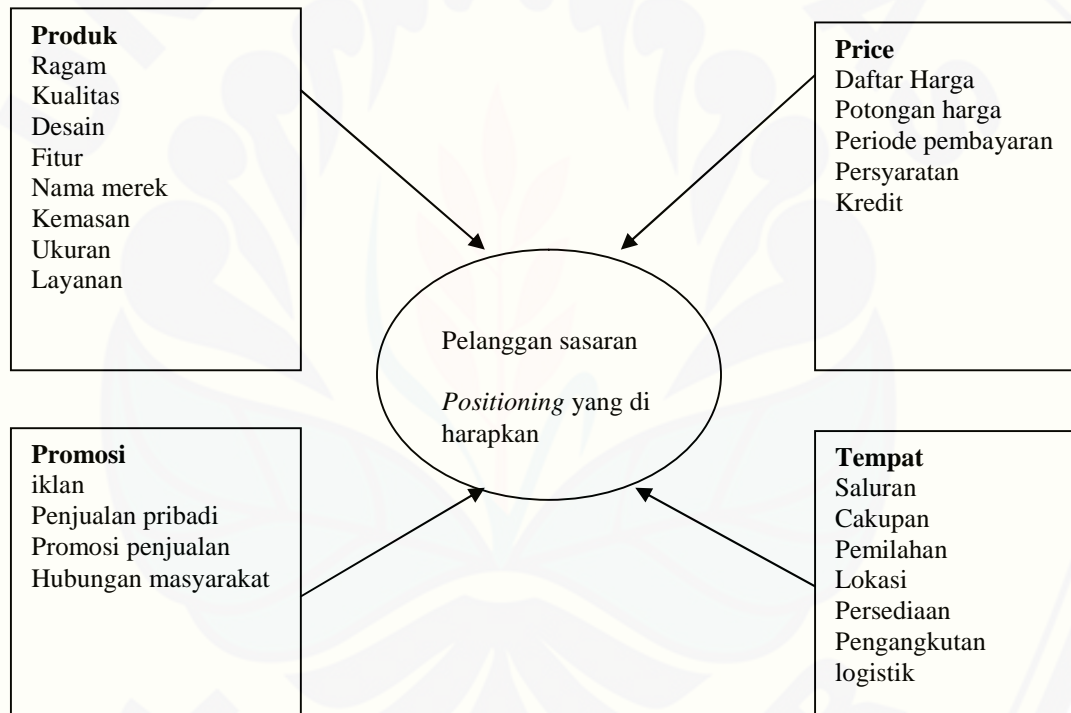 Produk
Ragam
Kualitas
Desain
Fitur
Nama merek
Kemasan
Ukuran
Layanan
Price
Daftar Harga
Potongan harga
Periode pembayaran
Persyaratan
Kredit
Pelanggan sasaran
Positioning yang di
harapkan
Promosi
iklan
Penjualan pribadi
Promosi penjualan
Hubungan masyarakat
Tempat
Saluran
Cakupan
Pemilahan
Lokasi
Persediaan
Pengangkutan
logistik